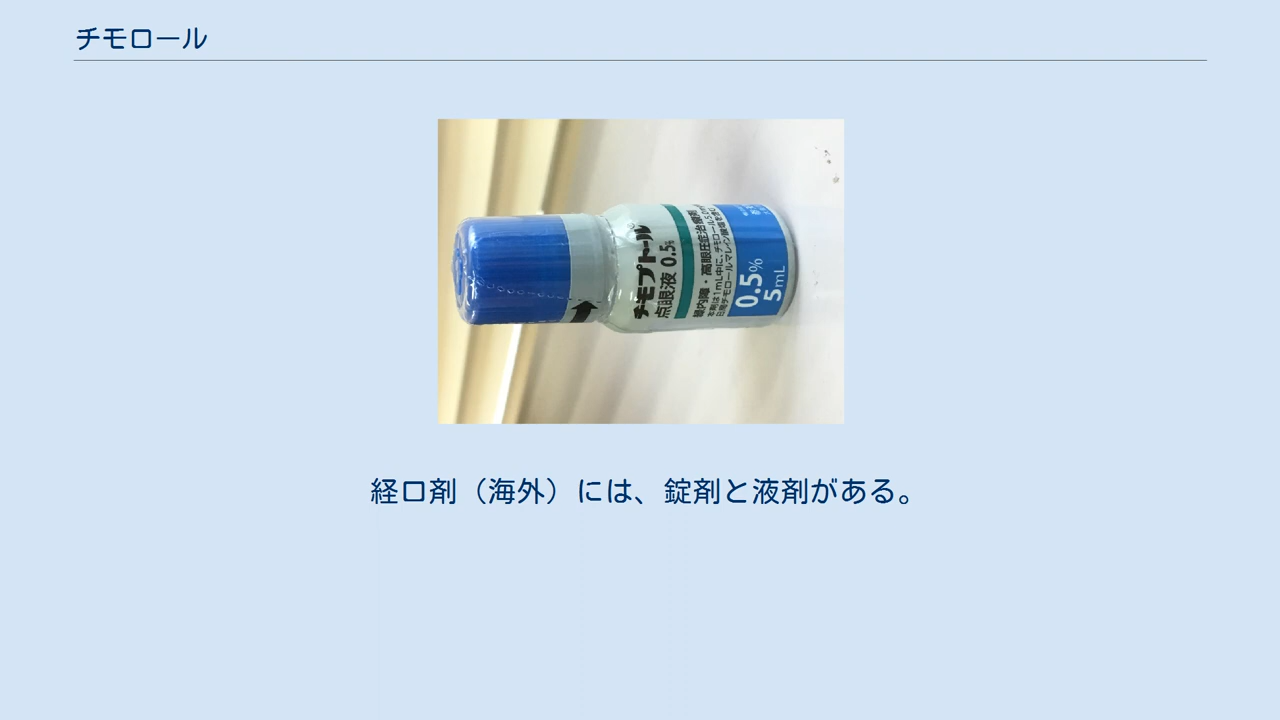 チモロール
チモプトール®
点眼液 0.5%
緑内障・高眼圧症治療剤
0.5%
5mL
経口剤（海外）には、錠剤と液剤がある。